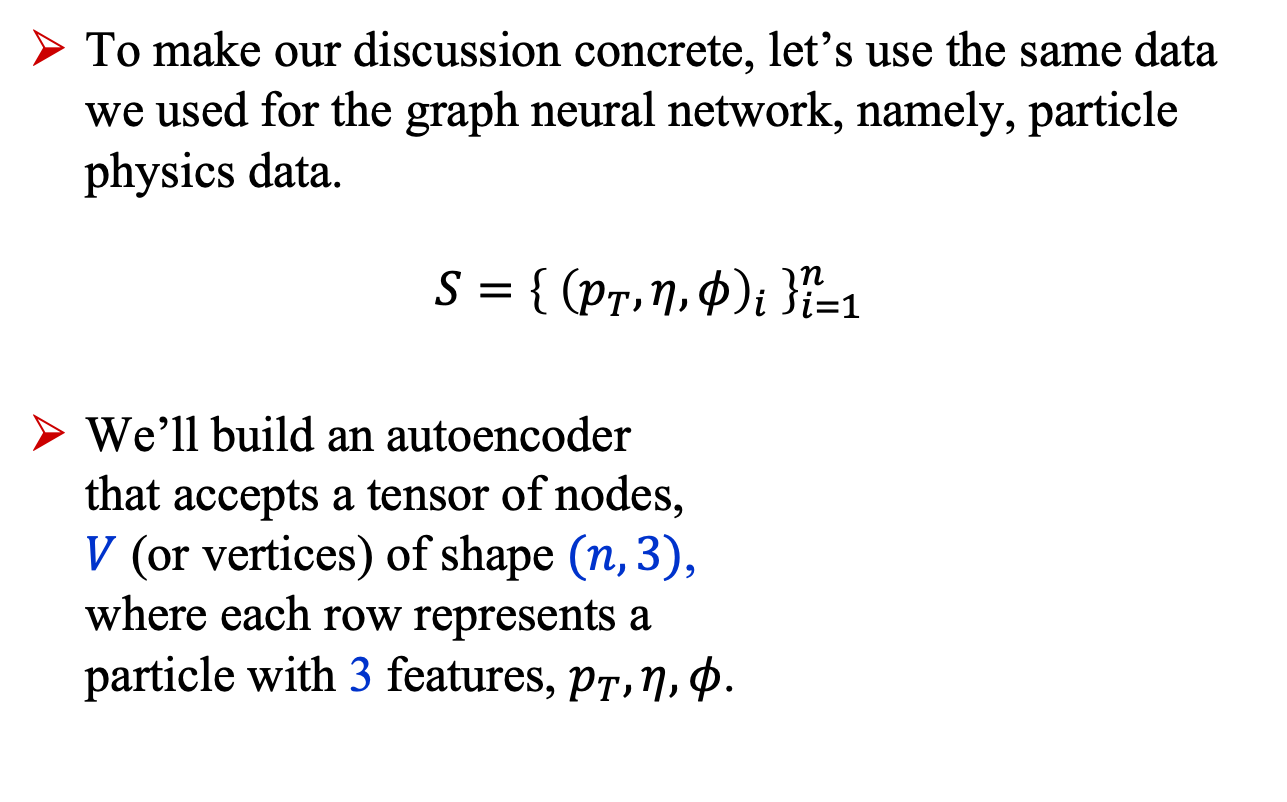 ➢ To make our discussion concrete, let’s use the same data
we used for the graph neural network, namely, particle
physics data.
𝑆 = { (𝑝_𝑇, 𝜂, 𝜙)_𝑖 }_{𝑖=1}^𝑛
➢ We’ll build an autoencoder
that accepts a tensor of nodes,
𝑉 (or vertices) of shape (𝑛, 3),
where each row represents a
particle with 3 features, 𝑝_𝑇, 𝜂, 𝜙.